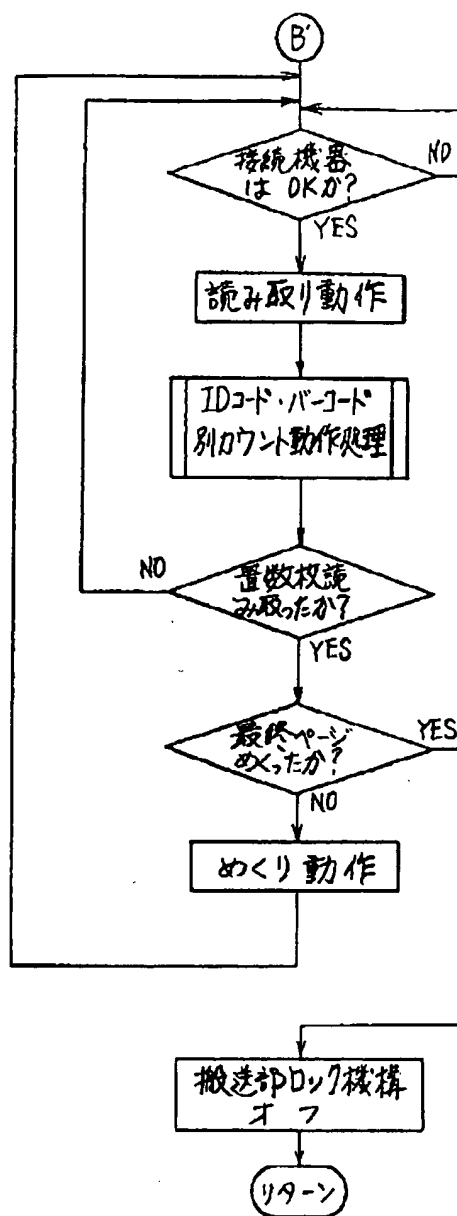 B'
接続機器
は OKか?
NO
YES
読み取り動作
IDコード・バーコード
別カウント動作処理
NO
置数枚読
み取ったか?
YES
最終ページ
めくったか?
YES
NO
めくり動作
搬送部ロック機構
オフ
リターン